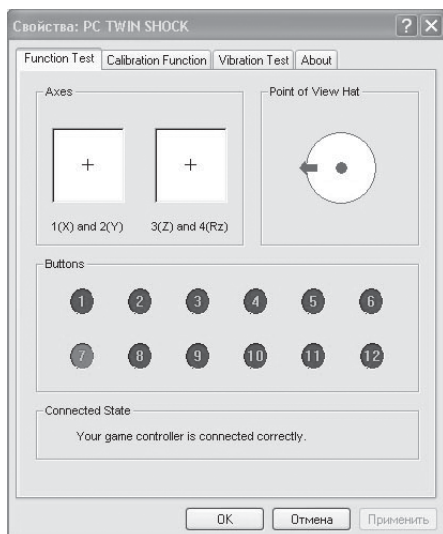 Свойства: PC TWIN SHOCK
Function Test Calibration Function Vibration Test About
Axes
Point of View Hat
1(X) and 2(Y) 3(Z) and 4(Rz)
Buttons
1 2 3 4 5 6
7 8 9 10 11 12
Connected State
Your game controller is connected correctly.
OK Отмена Применить